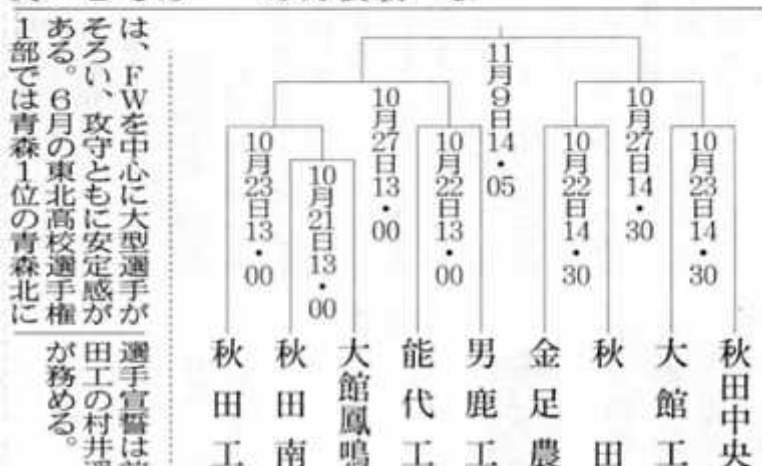 11月9日14・05
10月27日14・30
10月23日14・30
10月22日14・30
10月27日13・00
10月22日13・00
10月23日13・00
10月21日13・00
秋田中央
大館工
秋田
金足農
男鹿工
能代工
大館鳳鳴
秋田南
秋田工
は、FWを中心に大型選手が
そろい、攻守ともに安定感が
ある。6月の東北高校選手権
1部では青森1位の青森北に
選手宣誓は
田工の村井
が務める。